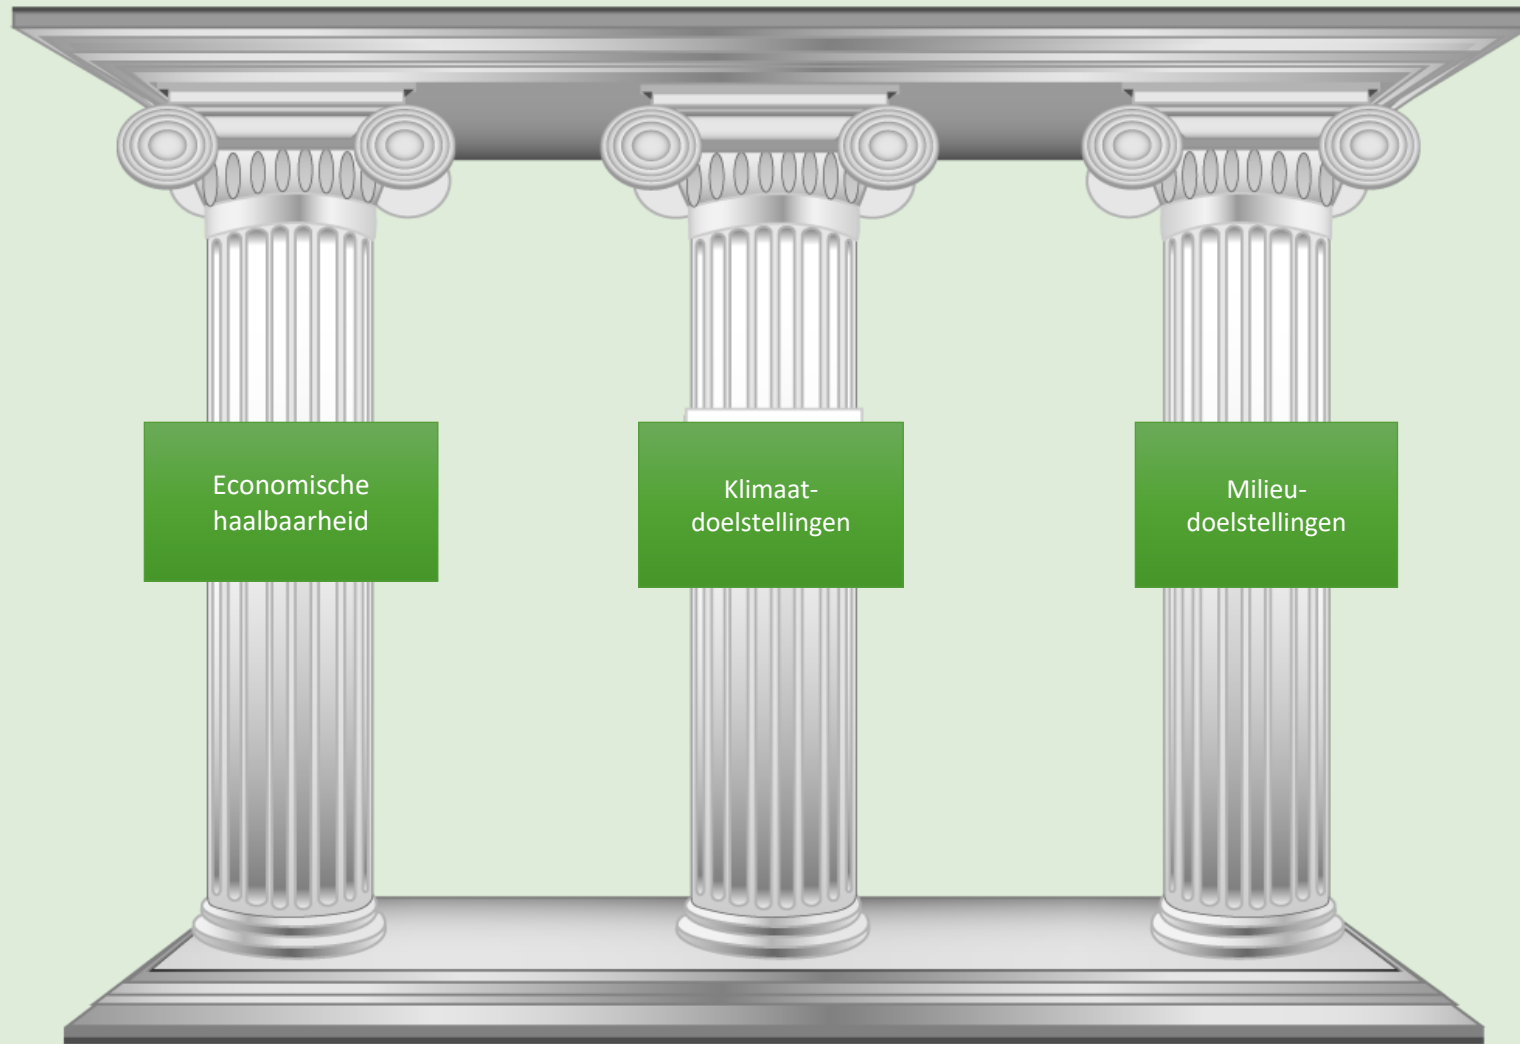 Economische
haalbaarheid
Klimaat-
doelstellingen
Milieu-
doelstellingen